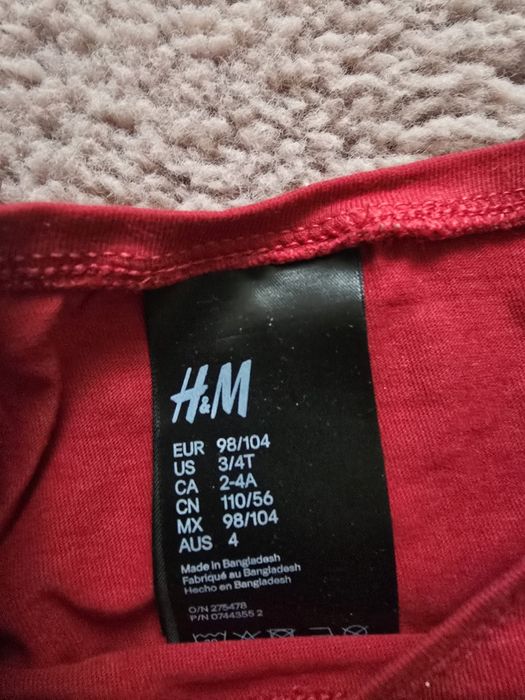 H&M
EUR 98/104
US 3/4T
CA 2-4A
CN 110/56
MX 98/104
AUS 4
Made in Bangladesh
Fabriqué au Bangladesh
Hecho en Bangladesh
O/N 275478
P/N 0744355 2